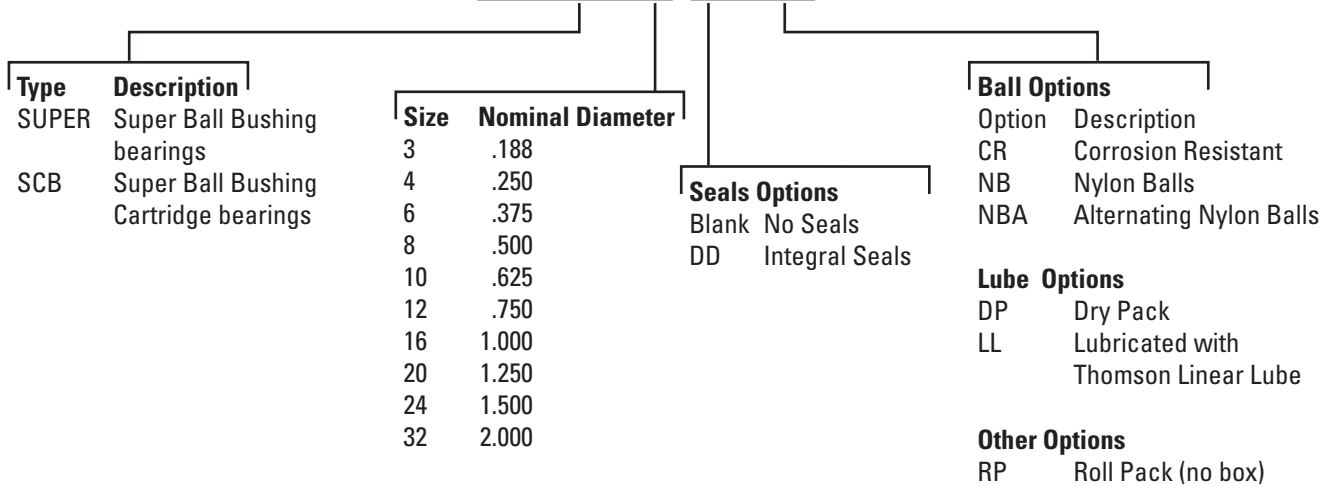 Type Description
SUPER Super Ball Bushing
bearings
SCB Super Ball Bushing
Cartridge bearings
Size Nominal Diameter
3 .188
4 .250
6 .375
8 .500
10 .625
12 .750
16 1.000
20 1.250
24 1.500
32 2.000
Seals Options
Blank No Seals
DD Integral Seals
Ball Options
Option Description
CR Corrosion Resistant
NB Nylon Balls
NBA Alternating Nylon Balls
Lube Options
DP Dry Pack
LL Lubricated with
Thomson Linear Lube
Other Options
RP Roll Pack (no box)